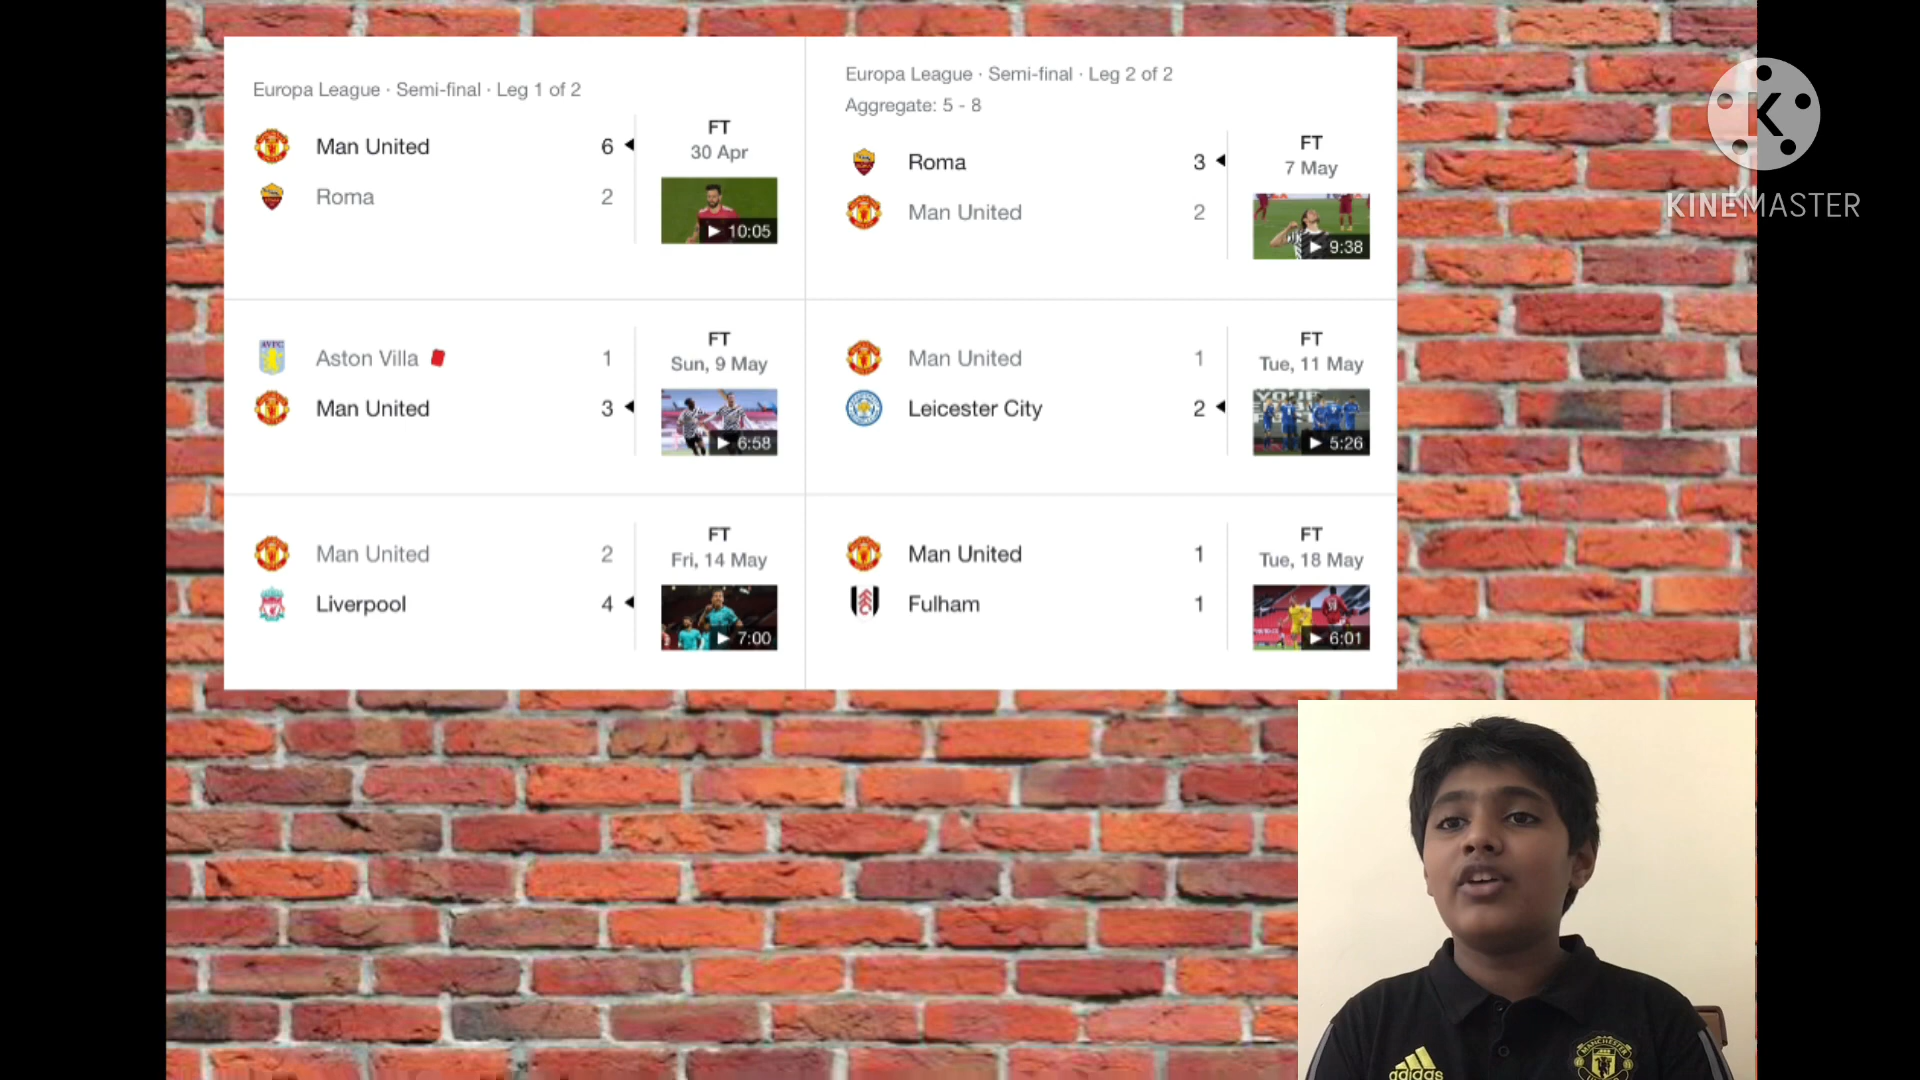 Europa League · Semi-final · Leg 1 of 2
Man United 6
Roma 2
FT
30 Apr
10:05
Europa League · Semi-final · Leg 2 of 2
Aggregate: 5 - 8
Roma 3
Man United 2
FT
7 May
9:38
AVFC
Aston Villa 1
Man United 3
FT
Sun, 9 May
6:58
Man United 1
Leicester City 2
FT
Tue, 11 May
5:26
Man United 2
Liverpool 4
FT
Fri, 14 May
7:00
Man United 1
Fulham 1
FT
Tue, 18 May
6:01
K
KINEMASTER
adidas
MANCHESTER